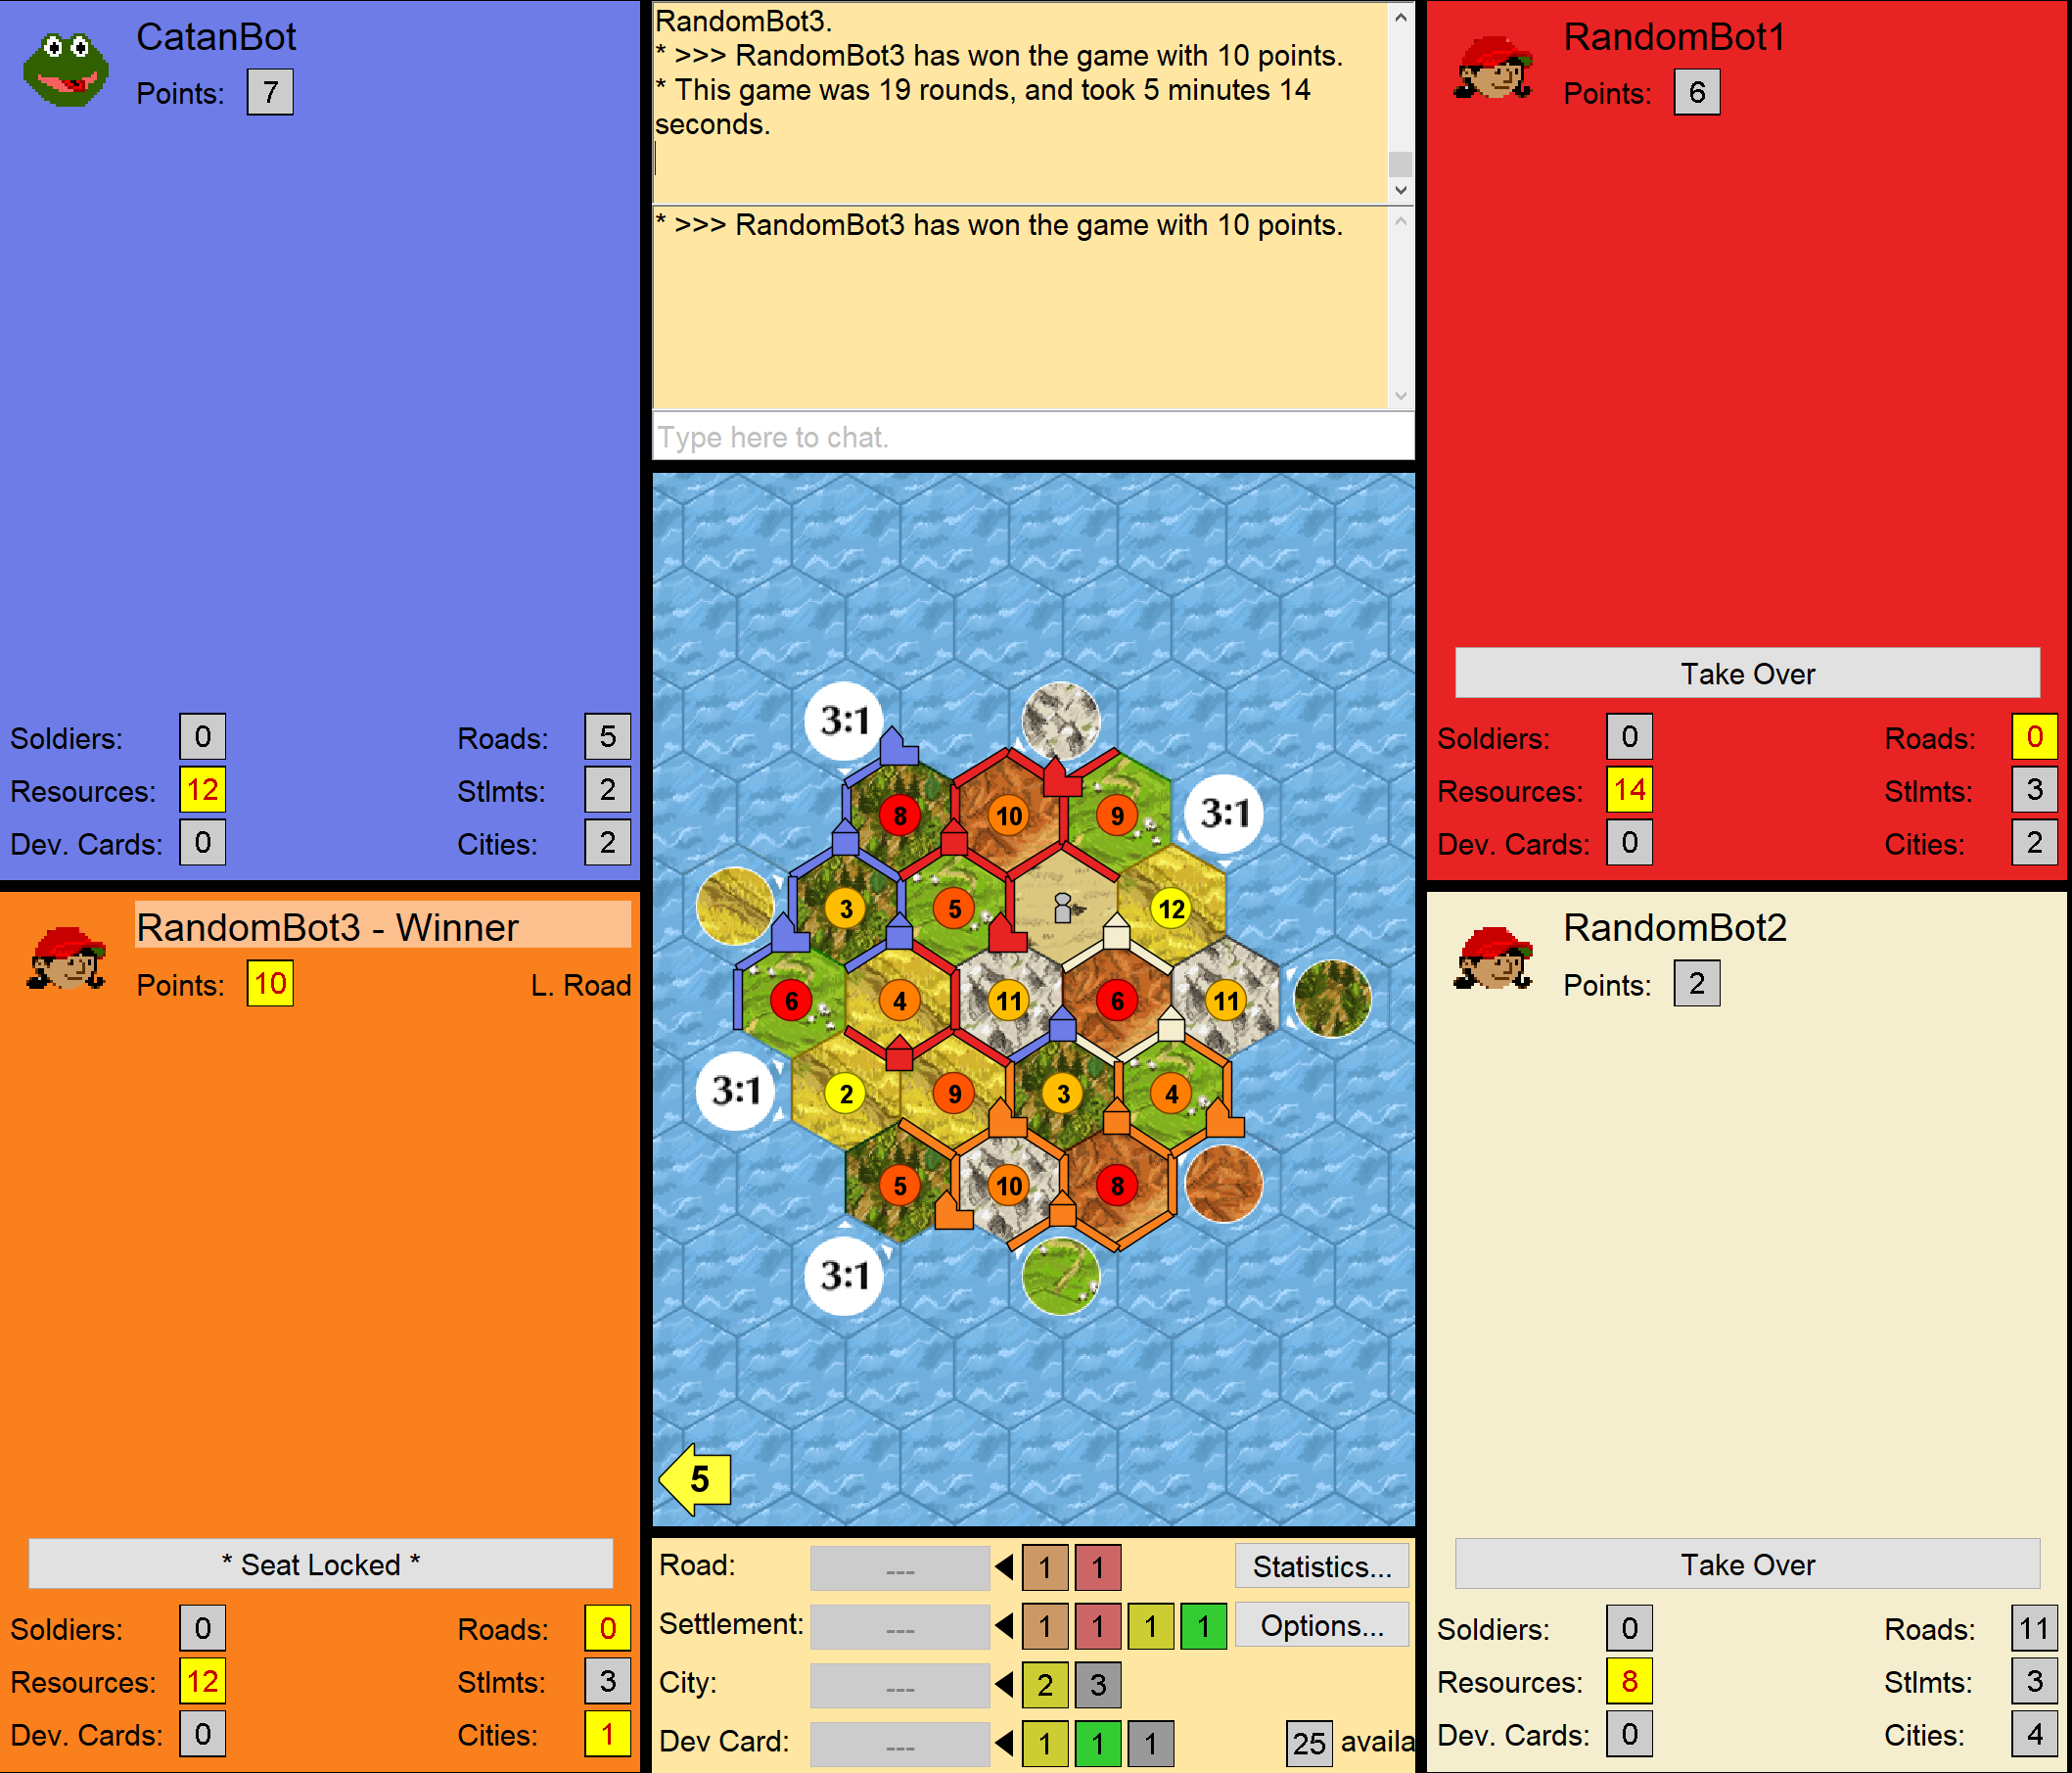 CatanBot
Points: 7
Soldiers: 0
Roads: 5
Resources: 12
Stlmts: 2
Dev. Cards: 0
Cities: 2
RandomBot3.
* >>> RandomBot3 has won the game with 10 points.
* This game was 19 rounds, and took 5 minutes 14
seconds.
* >>> RandomBot3 has won the game with 10 points.
Type here to chat.
RandomBot1
Points: 6
Take Over
Soldiers: 0
Roads: 0
Resources: 14
Stlmts: 3
Dev. Cards: 0
Cities: 2
RandomBot3 - Winner
Points: 10
L. Road
* Seat Locked *
Soldiers: 0
Roads: 0
Resources: 12
Stlmts: 3
Dev. Cards: 0
Cities: 1
3:1
8 10 9
3:1
3 5 12
6 4 11 6 11
3:1
2 9 3 4
5 10 8
3:1
5
Road: --- 1 1
Statistics...
Settlement: --- 1 1 1 1
Options...
City: --- 2 3
Dev Card: --- 1 1 1
25 availa
RandomBot2
Points: 2
Take Over
Soldiers: 0
Roads: 11
Resources: 8
Stlmts: 3
Dev. Cards: 0
Cities: 4